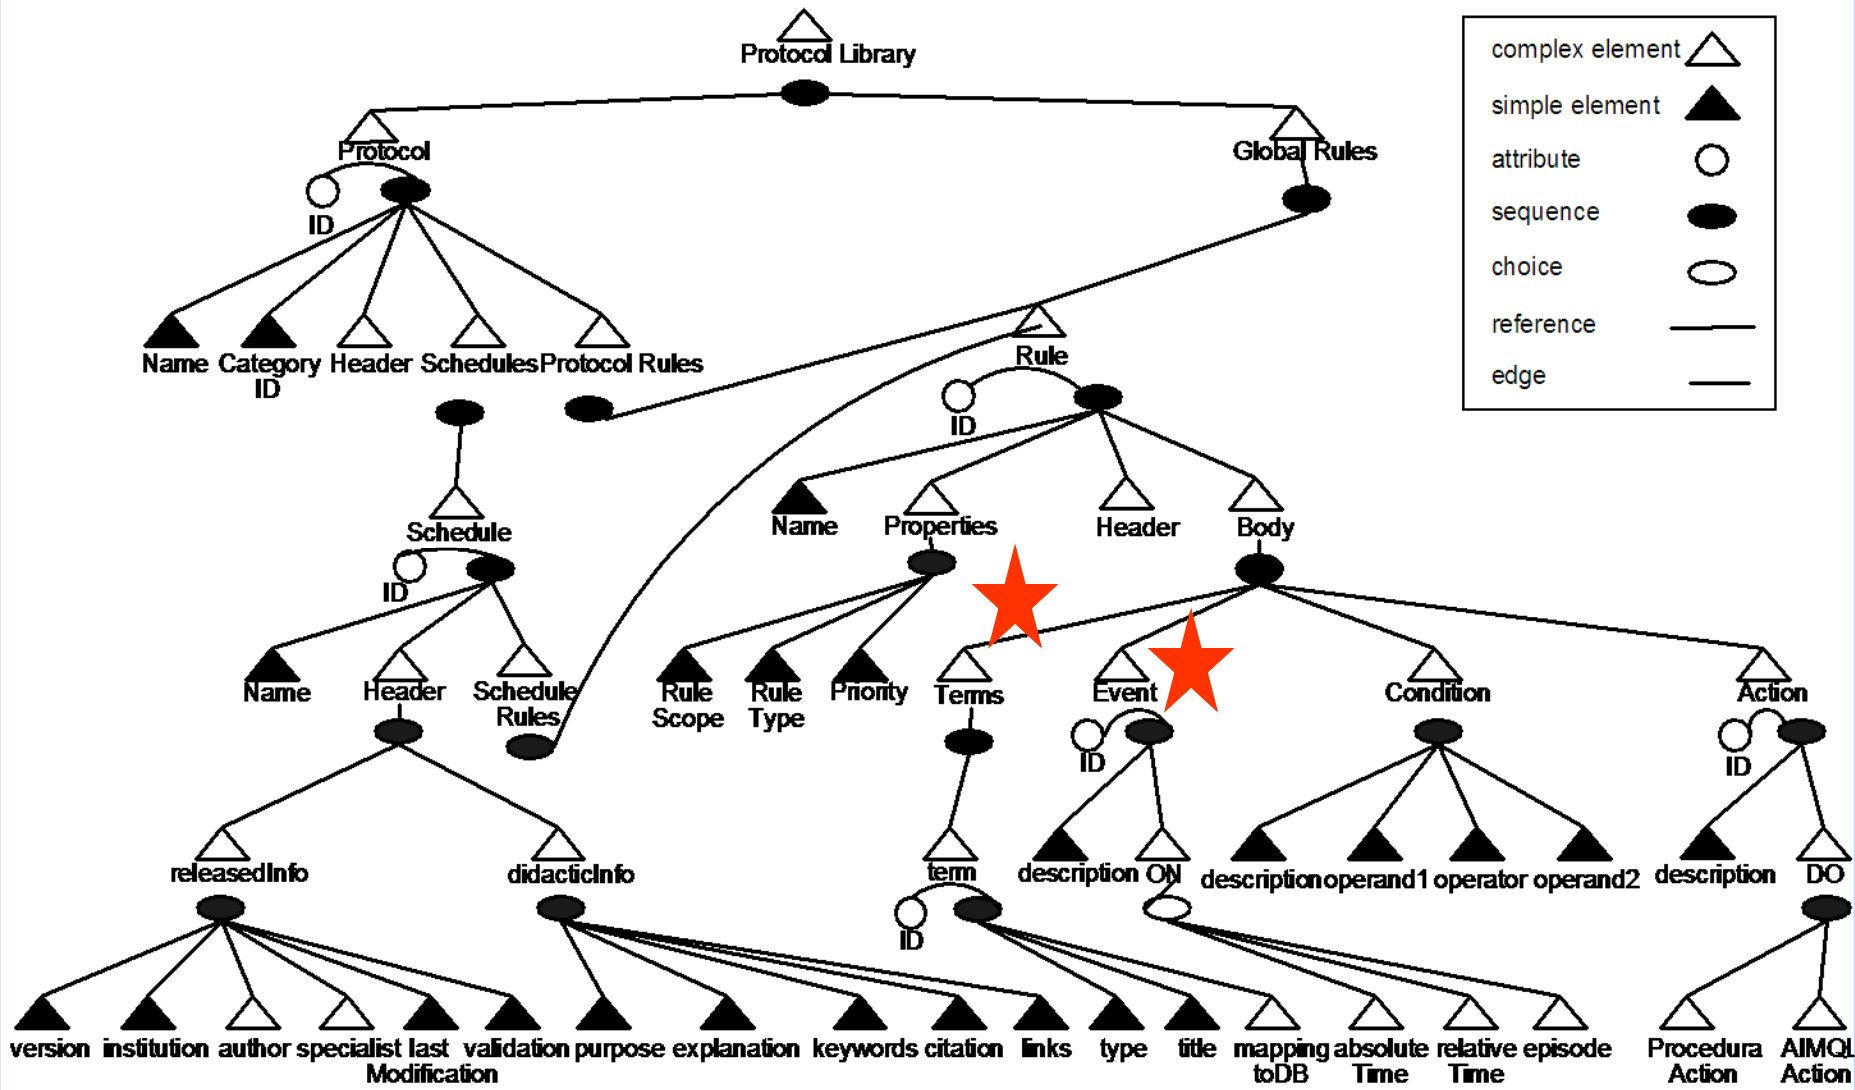 Protocol Library
complex element
simple element
attribute
sequence
choice
reference
edge
Protocol
Global Rules
ID
Name
Category
ID
Header
Schedules
Protocol Rules
Rule
ID
Name
Properties
Header
Body
Schedule
ID
Name
Header
Schedule
Rules
Rule
Scope
Rule
Type
Priority
Terms
Event
Condition
Action
ID
ID
releasedInfo
didacticInfo
term
description
ON
description
operand1
operator
operand2
description
DO
ID
version
institution
author
specialist
last
Modification
validation
purpose
explanation
keywords
citation
links
type
title
mapping
toDB
absolute
Time
relative
Time
episode
Procedura
Action
AIMQL
Action